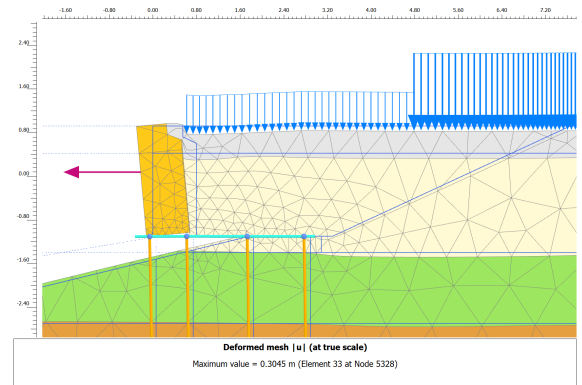 -1.60 -0.80 0.00 0.80 1.60 2.40 3.20 4.00 4.80 5.60 6.40 7.20
2.40
1.60
0.80
0.00
-0.80
-1.60
-2.40
Deformed mesh |u| (at true scale)
Maximum value = 0.3045 m (Element 33 at Node 5328)